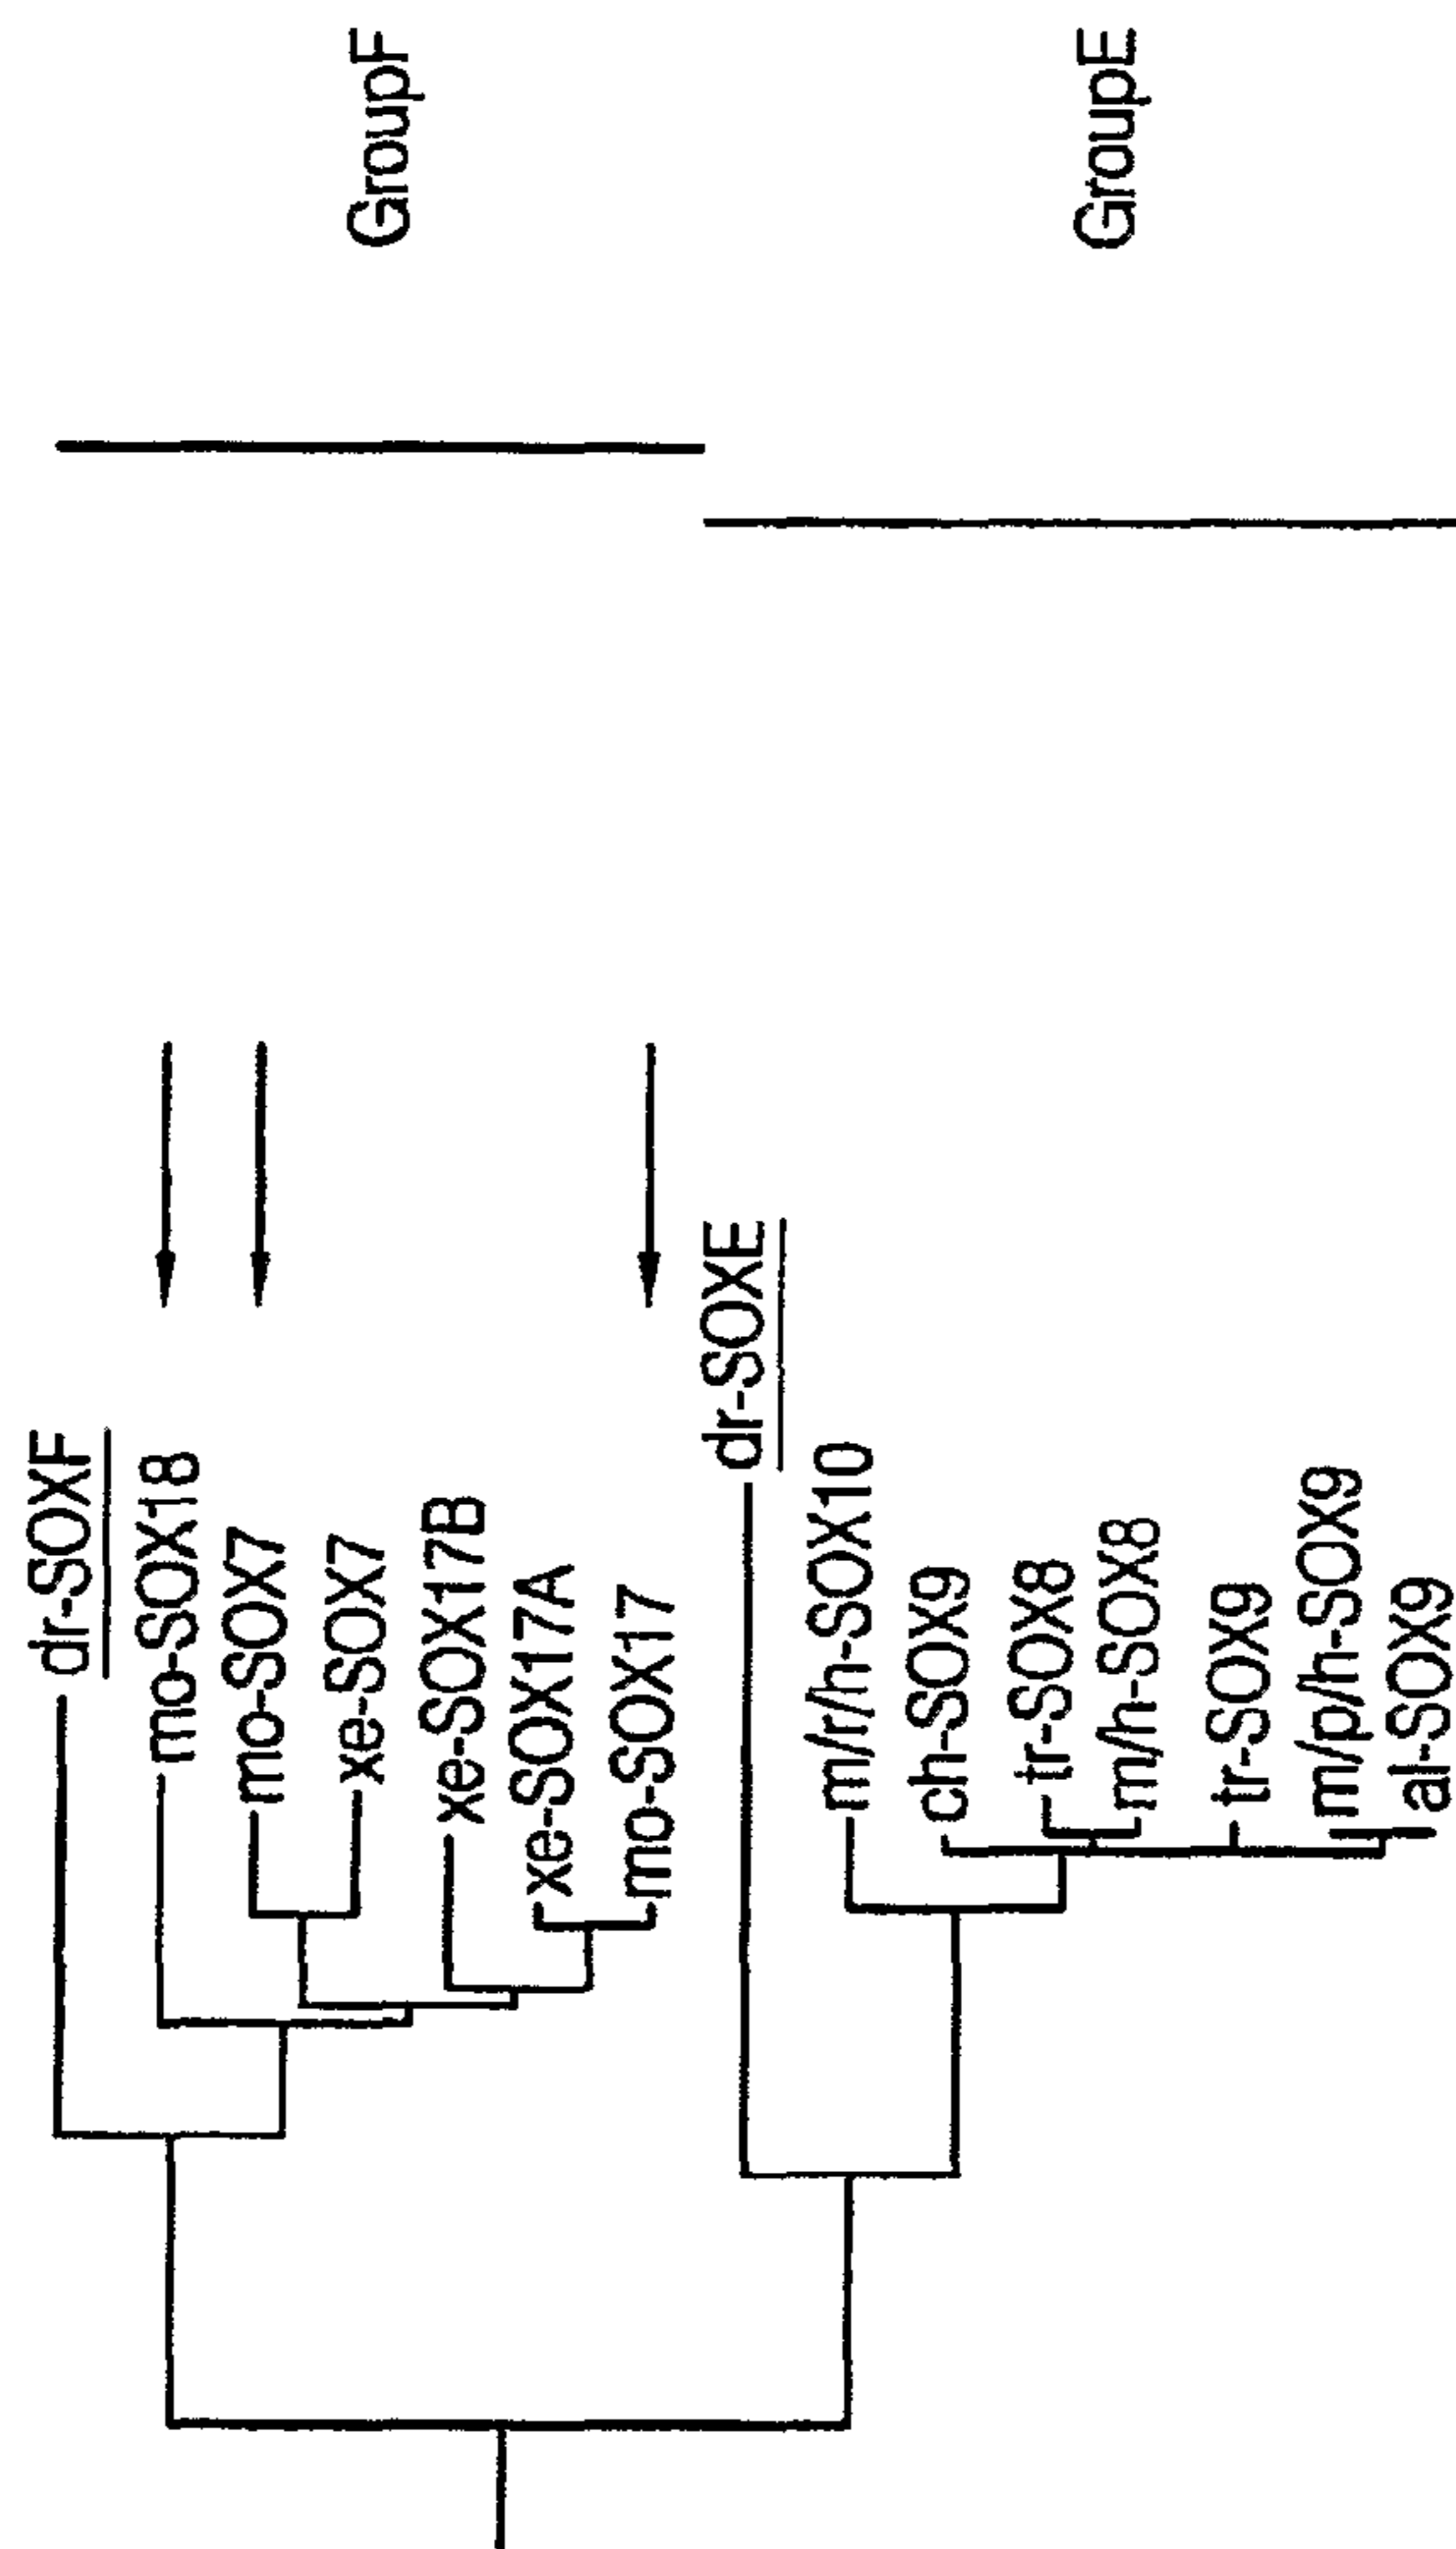 dr-SOXF
mo-SOX18
mo-SOX7
xe-SOX7
xe-SOX17B
xe-SOX17A
mo-SOX17
GroupF
dr-SOXE
m/r/h-SOX10
ch-SOX9
tr-SOX8
m/h-SOX8
tr-SOX9
m/p/h-SOX9
al-SOX9
GroupE